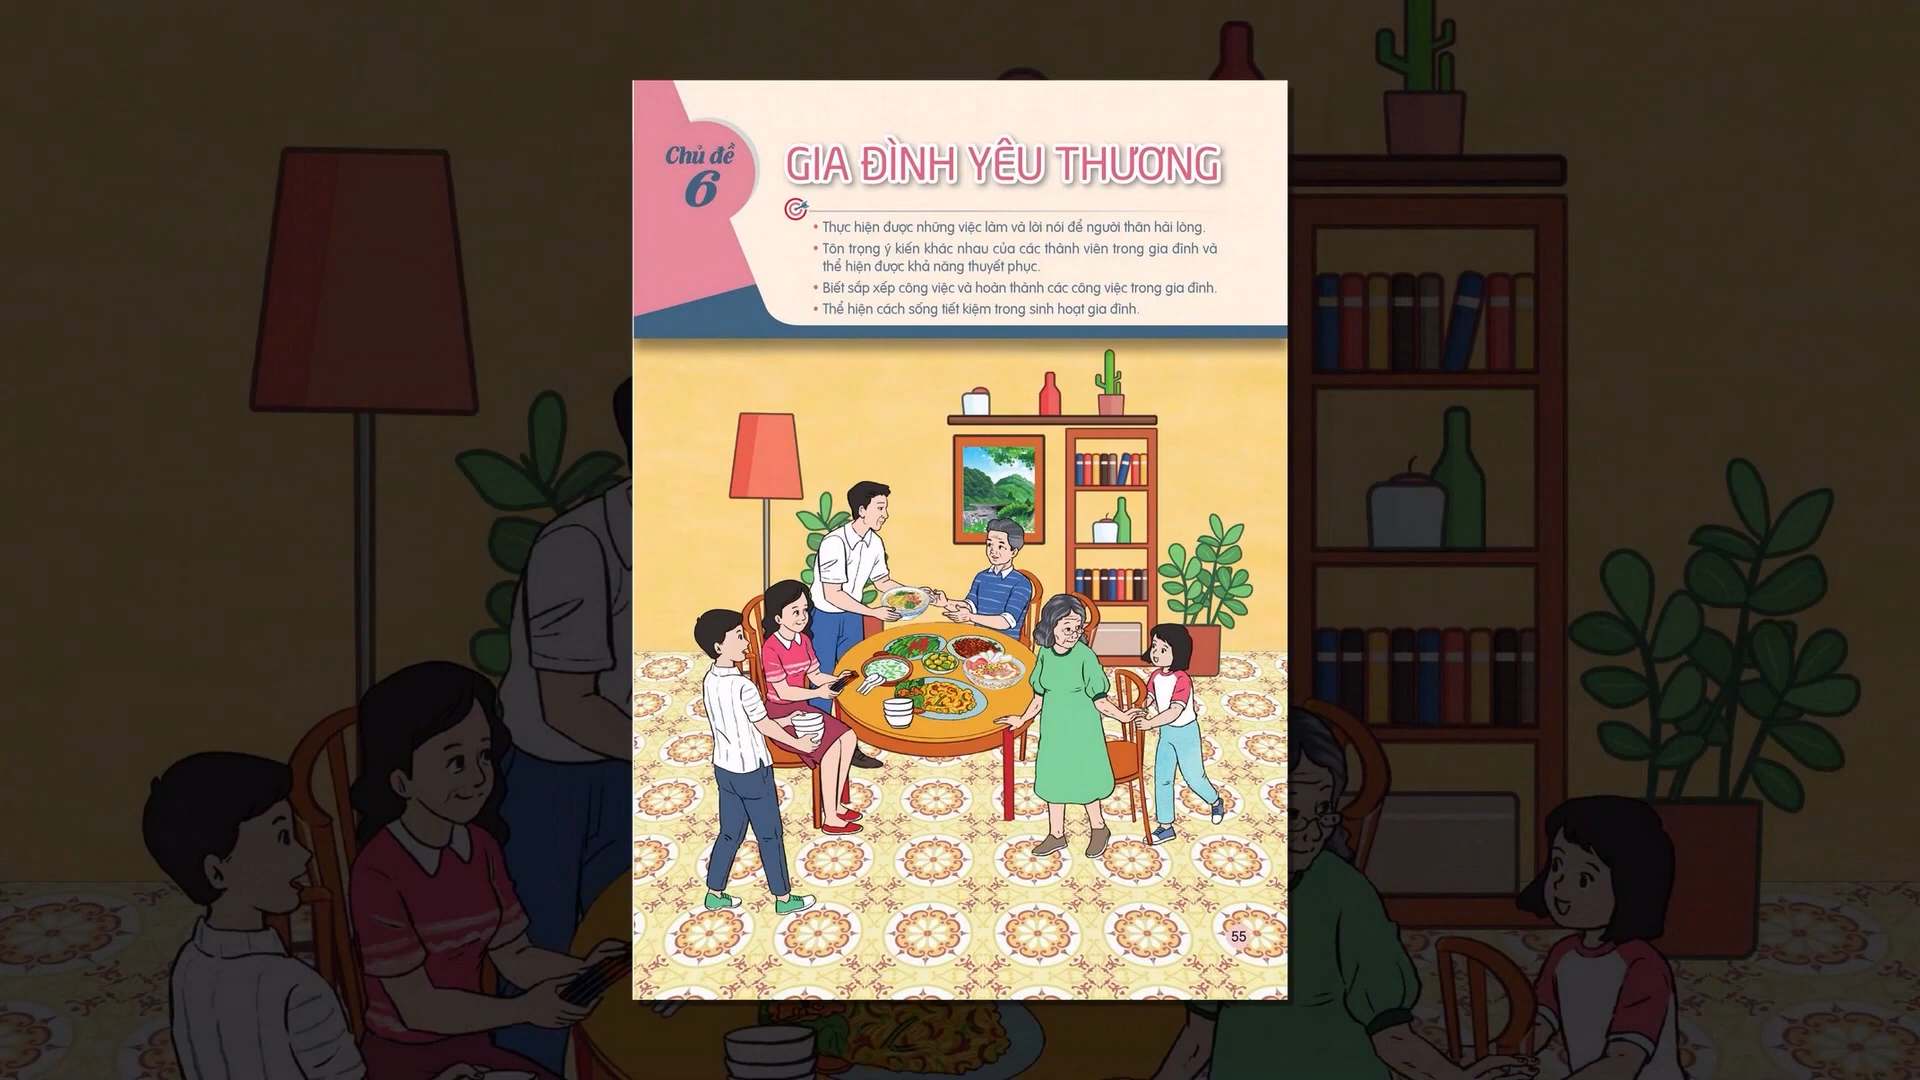 Chủ đề
6
GIA ĐÌNH YÊU THƯƠNG
• Thực hiện được những việc làm và lời nói để người thân hài lòng.
• Tôn trọng ý kiến khác nhau của các thành viên trong gia đình và
thể hiện được khả năng thuyết phục.
• Biết sắp xếp công việc và hoàn thành các công việc trong gia đình.
• Thể hiện cách sống tiết kiệm trong sinh hoạt gia đình.
55